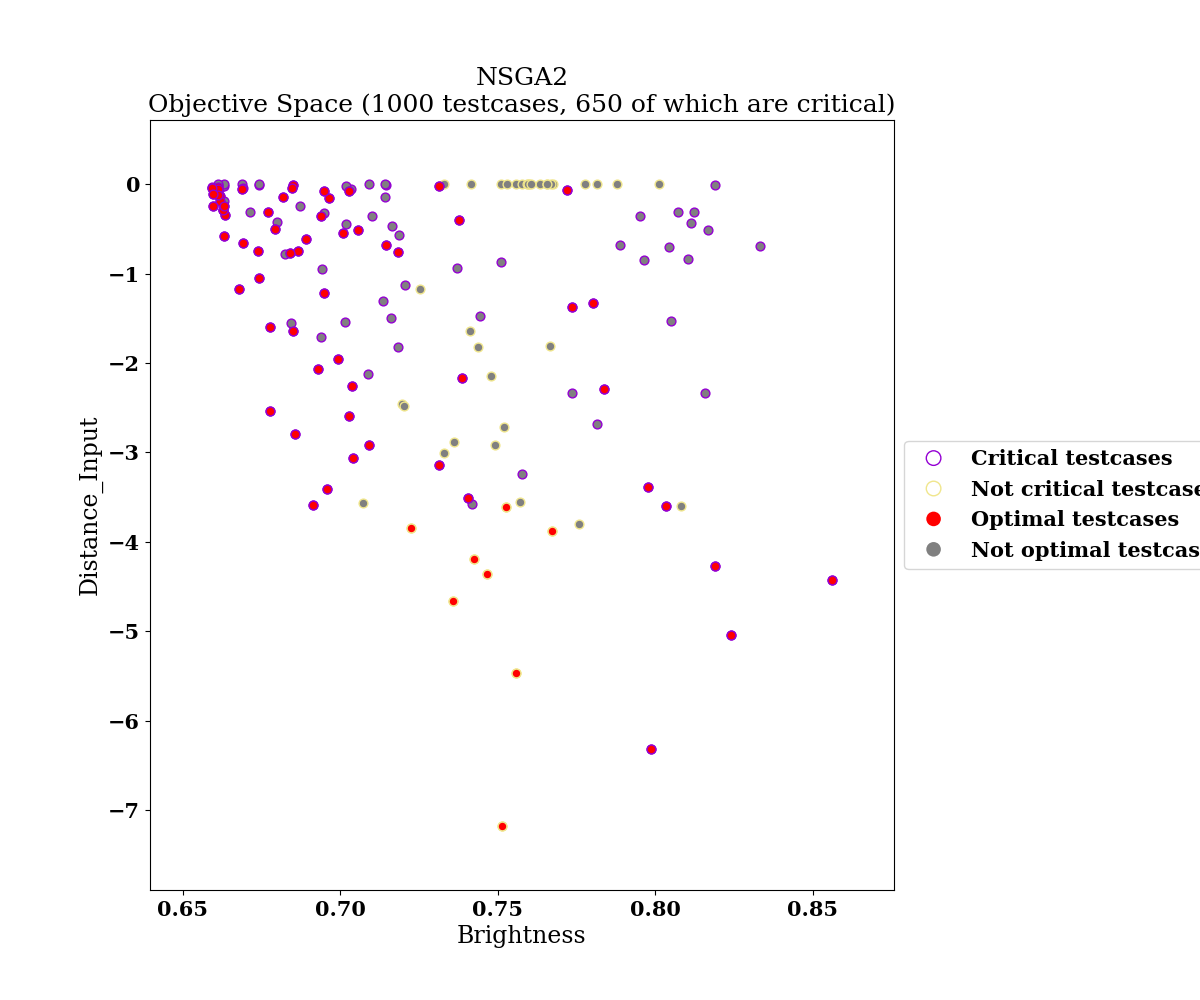 NSGA2
Objective Space (1000 testcases, 650 of which are critical)
0
−1
−2
−3
−4
−5
−6
−7
Distance_Input
0.65 0.70 0.75 0.80 0.85
Brightness
Critical testcases
Not critical testcase
Optimal testcases
Not optimal testcas